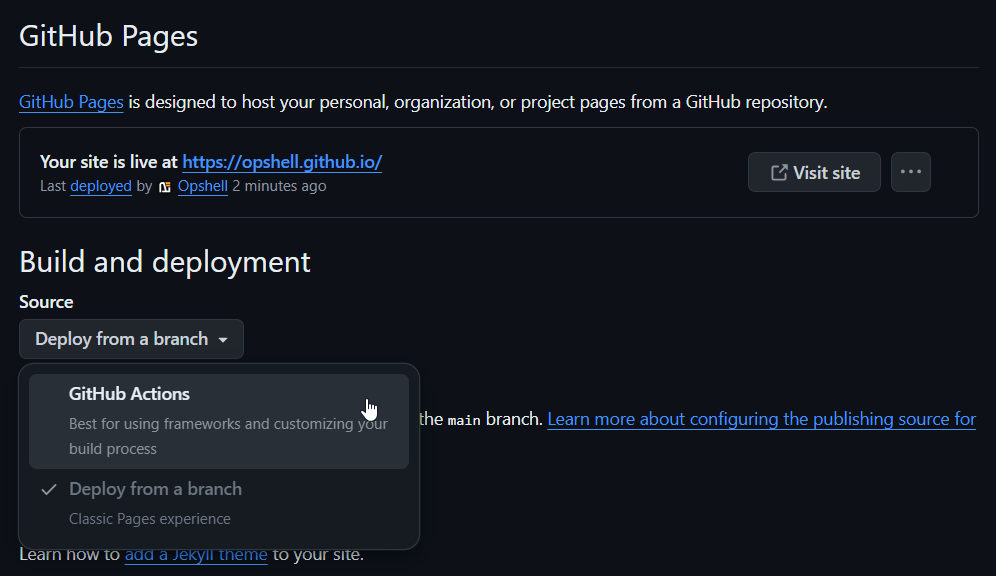 GitHub Pages
GitHub Pages is designed to host your personal, organization, or project pages from a GitHub repository.
Your site is live at https://opshell.github.io/
Last deployed by Opshell 2 minutes ago
Visit site
Build and deployment
Source
Deploy from a branch
GitHub Actions
Best for using frameworks and customizing your
build process
the main branch. Learn more about configuring the publishing source for
Deploy from a branch
Classic Pages experience
Learn how to add a Jekyll theme to your site.